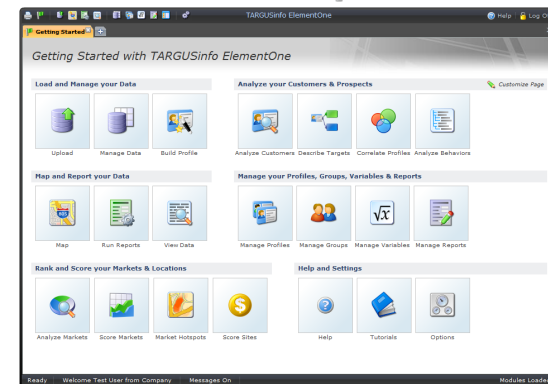 TARGUSinfo ElementOne
Help
Log O
Getting Started
Getting Started with TARGUSinfo ElementOne
Load and Manage your Data
Analyze your Customers & Prospects
Customize Page
Upload
Manage Data
Build Profile
Analyze Customers
Describe Targets
Correlate Profiles
Analyze Behaviors
Map and Report your Data
Manage your Profiles, Groups, Variables & Reports
√x
Map
Run Reports
View Data
Manage Profiles
Manage Groups
Manage Variables
Manage Reports
Rank and Score your Markets & Locations
Help and Settings
$
?
Analyze Markets
Score Markets
Market Hotspots
Score Sites
Help
Tutorials
Options
Ready
Welcome Test User from Company
Messages On
Modules Loade